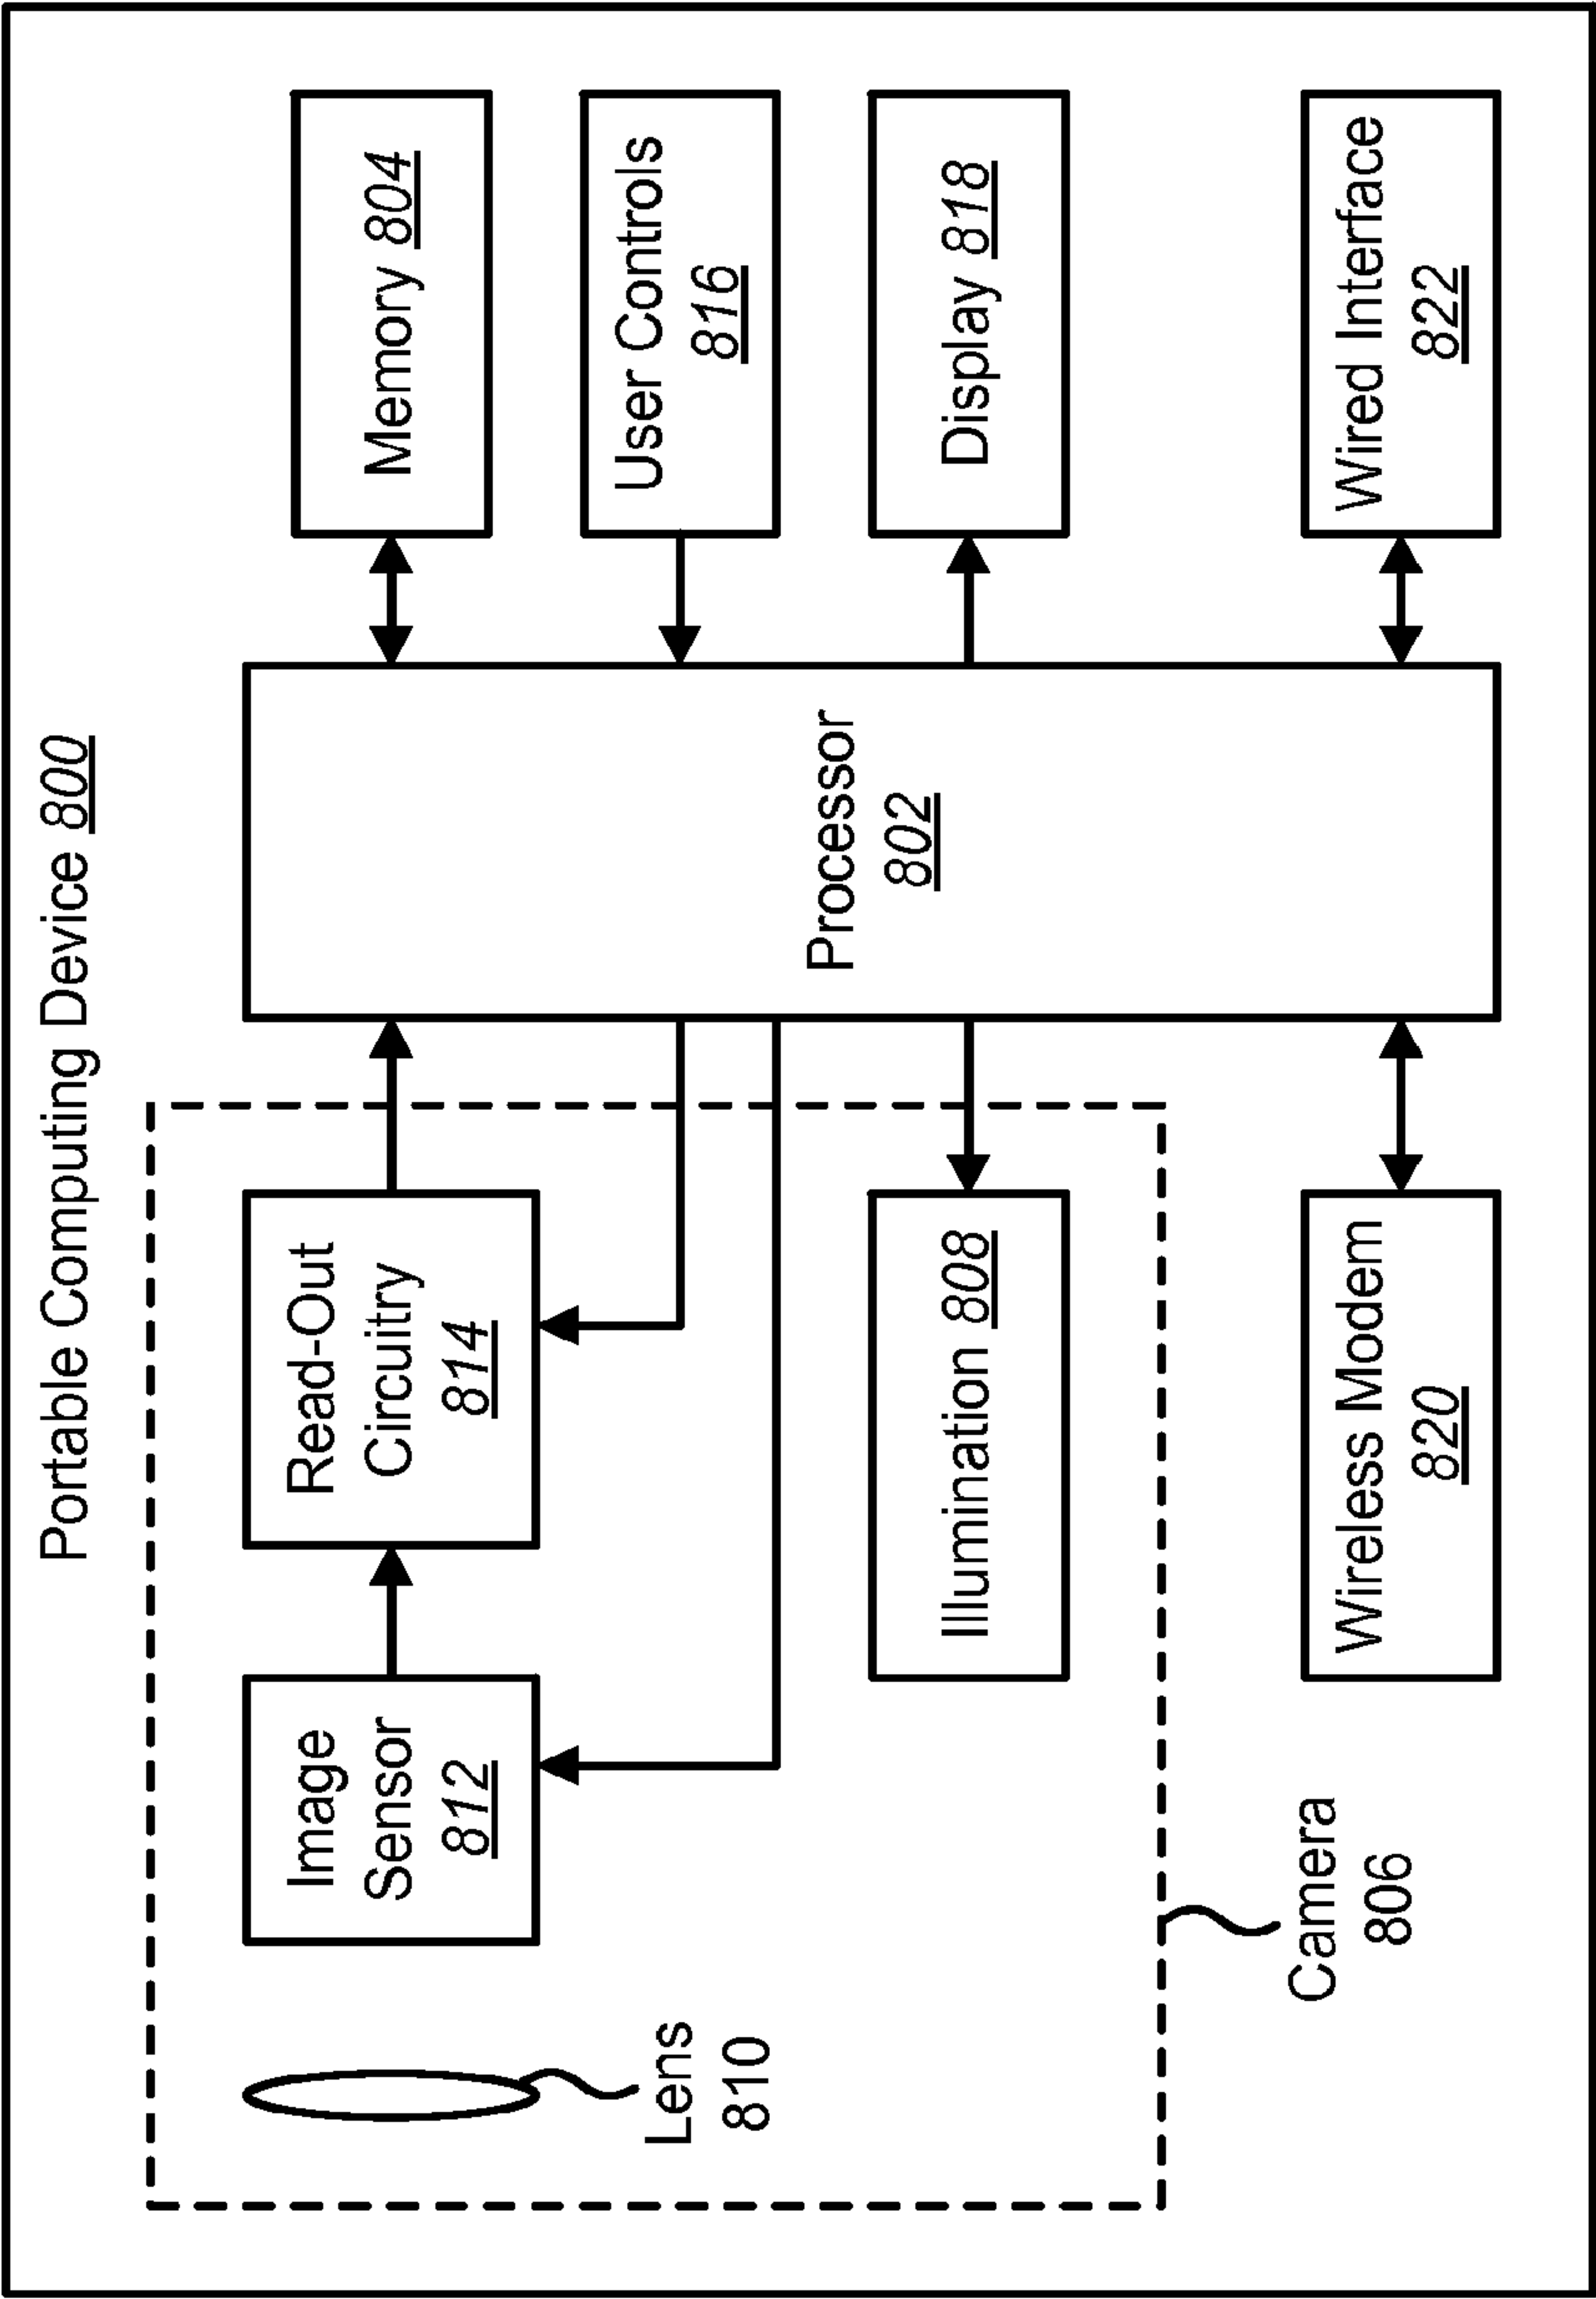 Portable Computing Device 800
Lens
810
Image
Sensor
812
Read-Out
Circuitry
814
Illumination 808
Camera
806
Wireless Modem
820
Processor
802
Memory 804
User Controls
816
Display 818
Wired Interface
822